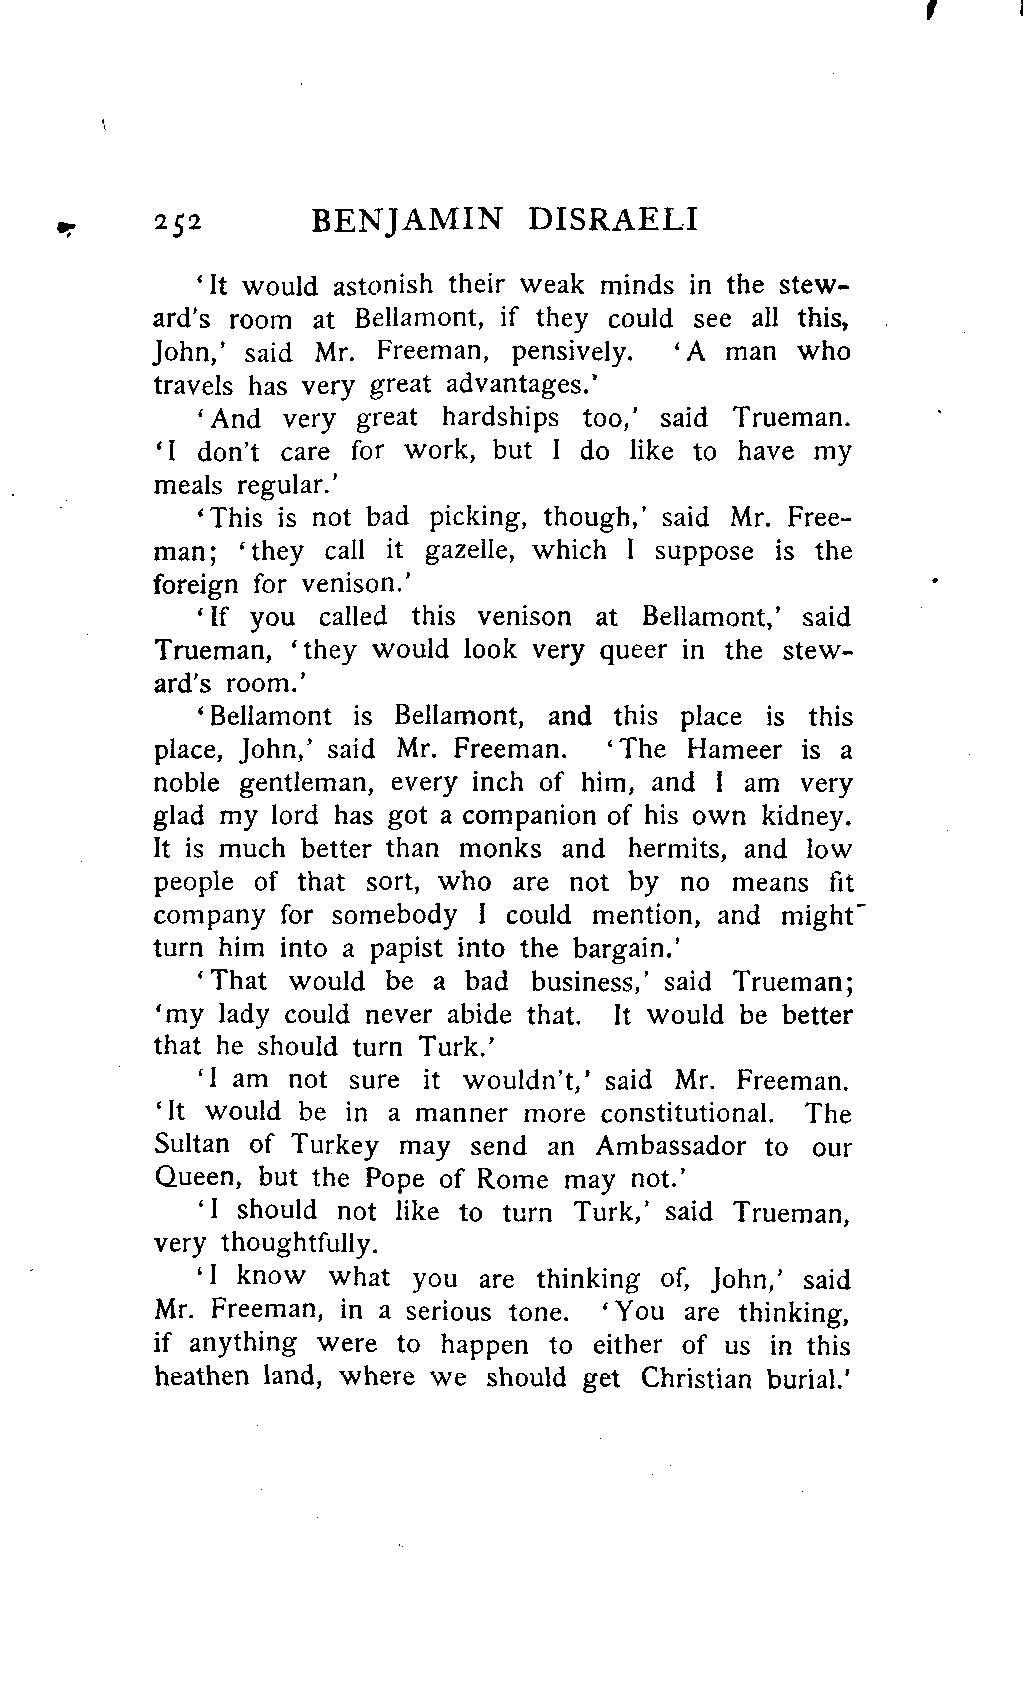 252 BENJAMIN DISRAELI
‘It would astonish their weak minds in the stew-
ard's room at Bellamont, if they could see all this,
John,’ said Mr. Freeman, pensively. ‘A man who
travels has very great advantages.’
‘And very great hardships too,’ said Trueman.
‘I don't care for work, but I do like to have my
meals regular.’
‘This is not bad picking, though,’ said Mr. Free-
man; ‘they call it gazelle, which I suppose is the
foreign for venison.’
‘If you called this venison at Bellamont,’ said
Trueman, ‘they would look very queer in the stew-
ard's room.’
‘Bellamont is Bellamont, and this place is this
place, John,’ said Mr. Freeman. ‘The Hameer is a
noble gentleman, every inch of him, and I am very
glad my lord has got a companion of his own kidney.
It is much better than monks and hermits, and low
people of that sort, who are not by no means fit
company for somebody I could mention, and might
turn him into a papist into the bargain.’
‘That would be a bad business,’ said Trueman;
‘my lady could never abide that. It would be better
that he should turn Turk.’
‘I am not sure it wouldn't,’ said Mr. Freeman.
‘It would be in a manner more constitutional. The
Sultan of Turkey may send an Ambassador to our
Queen, but the Pope of Rome may not.’
‘I should not like to turn Turk,’ said Trueman,
very thoughtfully.
‘I know what you are thinking of, John,’ said
Mr. Freeman, in a serious tone. ‘You are thinking,
if anything were to happen to either of us in this
heathen land, where we should get Christian burial.’